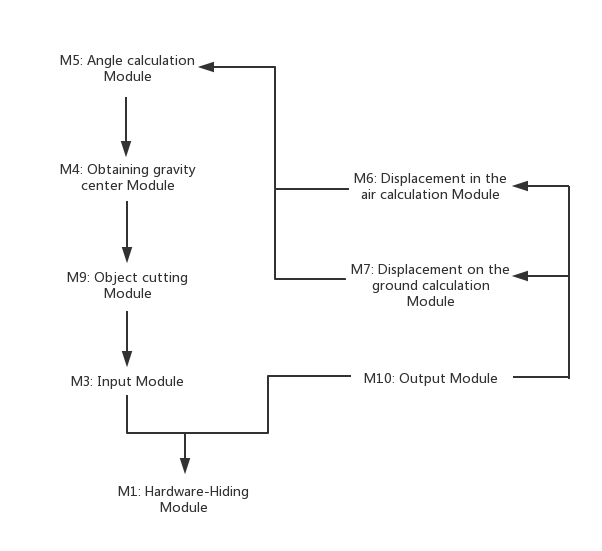 M5: Angle calculation
Module
M4: Obtaining gravity
center Module
M6: Displacement in the
air calculation Module
M9: Object cutting
Module
M7: Displacement on the
ground calculation
Module
M3: Input Module
M10: Output Module
M1: Hardware-Hiding
Module